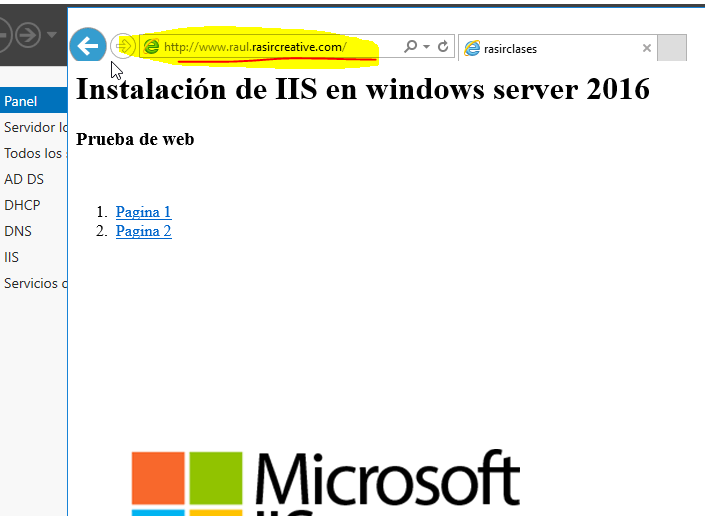 http://www.raul.rasircreative.com/
rasirclases
Panel
Servidor lo
Todos los
AD DS
DHCP
DNS
IIS
Servicios
Instalación de IIS en windows server 2016
Prueba de web
1. Pagina 1
2. Pagina 2
Microsoft
IIS